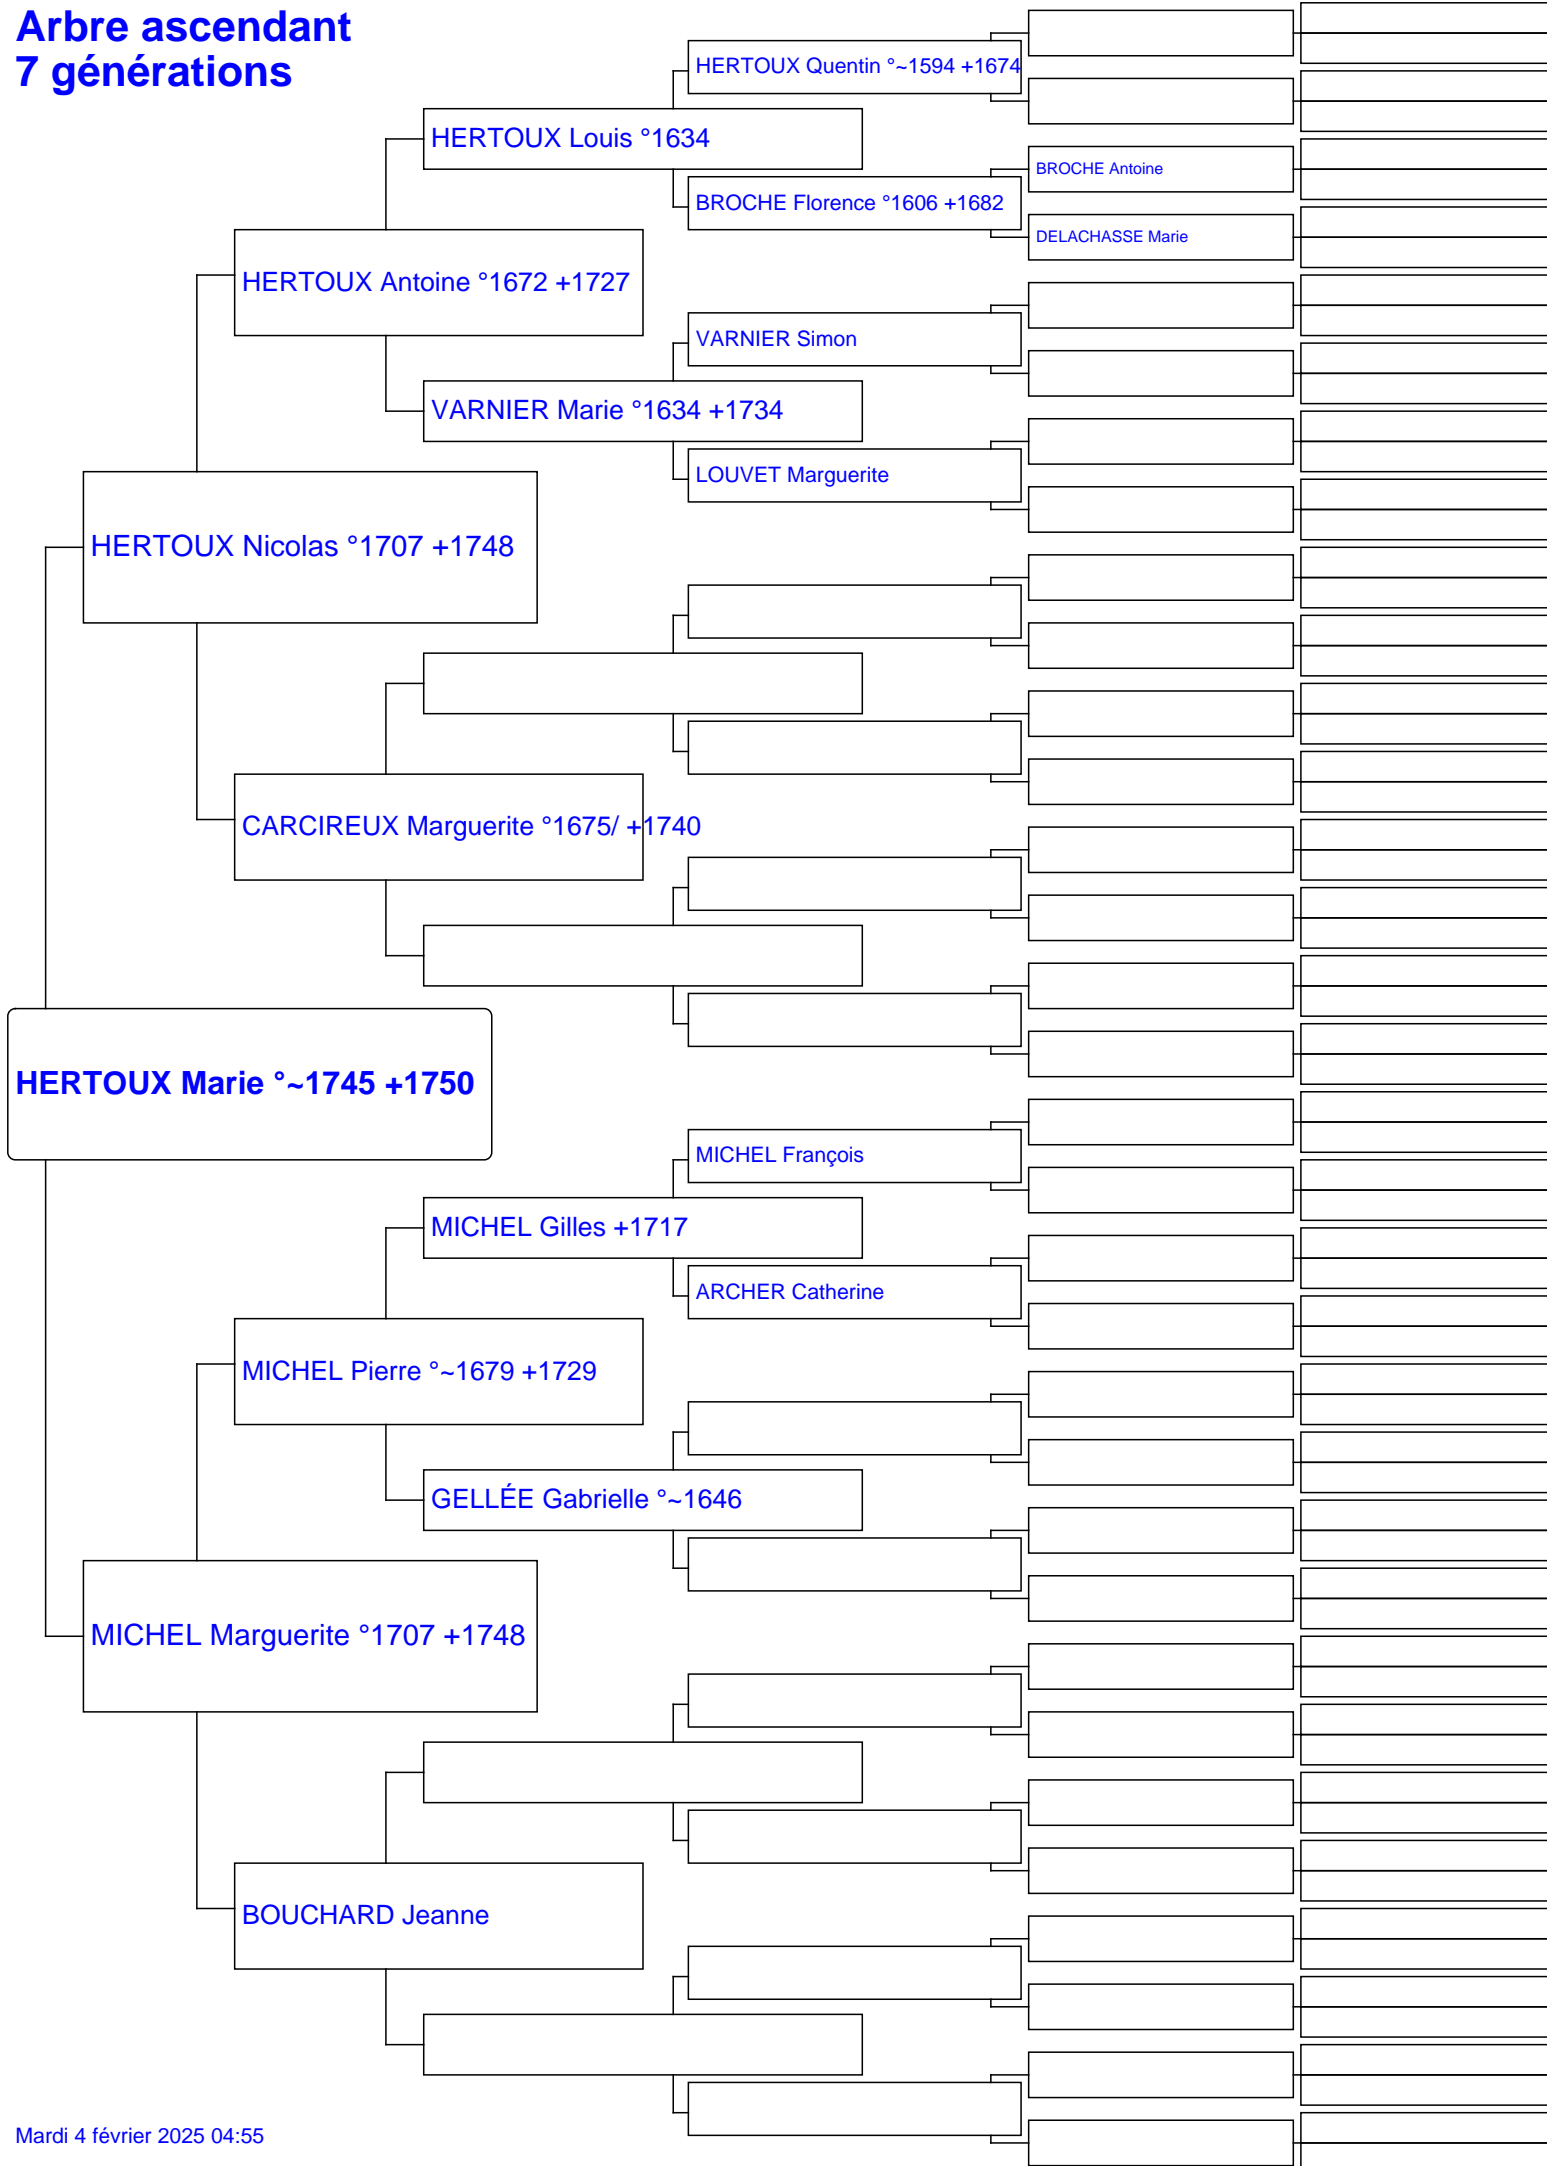 Arbre ascendant
7 générations
HERTOUX Quentin °~1594 +1674
HERTOUX Louis °1634
BROCHE Antoine
BROCHE Florence °1606 +1682
DELACHASSE Marie
HERTOUX Antoine °1672 +1727
VARNIER Simon
VARNIER Marie °1634 +1734
LOUVET Marguerite
HERTOUX Nicolas °1707 +1748
CARCIREUX Marguerite °1675/ +1740
HERTOUX Marie °~1745 +1750
MICHEL François
MICHEL Gilles +1717
ARCHER Catherine
MICHEL Pierre °~1679 +1729
GELLÉE Gabrielle °~1646
MICHEL Marguerite °1707 +1748
BOUCHARD Jeanne
Mardi 4 février 2025 04:55